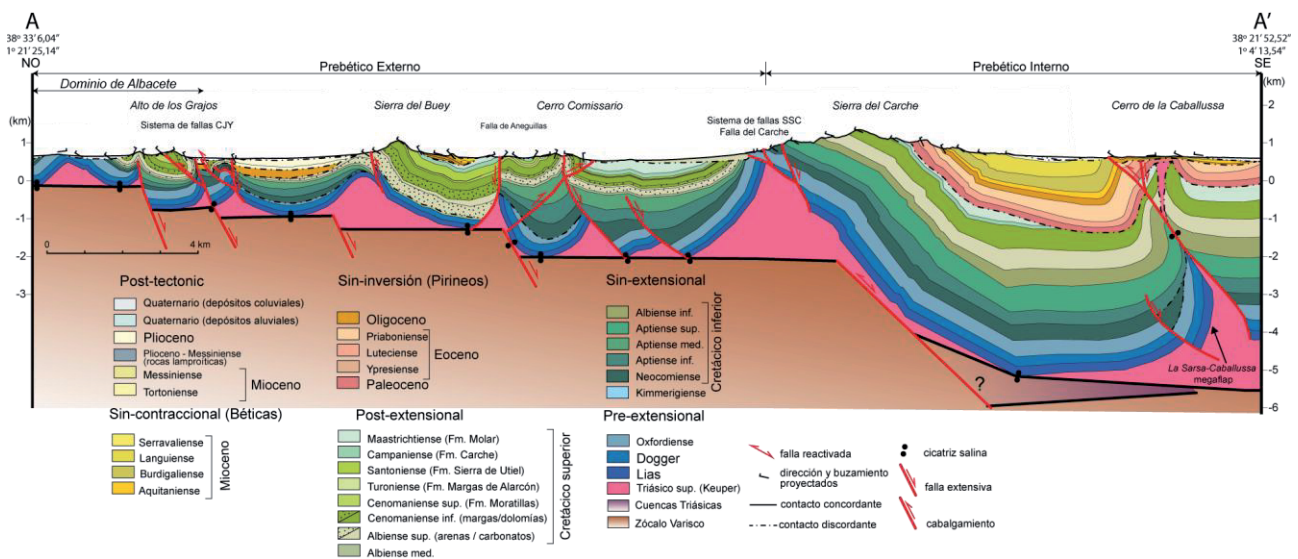 A
A'
38º 33' 6,04"
1º 21' 25,14"
NO
38º 21' 52,52"
1º 4' 13,54"
SE
Prebético Externo
Prebético Interno
Dominio de Albacete
(km)
(km)
Alto de los Grajos
Sierra del Buey
Cerro Comissario
Sierra del Carche
Cerro de la Caballussa
Sistema de fallas CJY
Falla de Aneguillas
Sistema de fallas SSC
Falla del Carche
1
0
-1
-2
-3
2
1
0
-1
-2
-3
-4
-5
-6
0
4 km
?
La Sarsa-Caballussa
megaflap
Post-tectonic
Quaternario (depósitos coluviales)
Quaternario (depósitos aluviales)
Plioceno
Plioceno - Messiniense
(rocas lamproíticas)
Messiniense
Tortoniense
Mioceno
Sin-contraccional (Béticas)
Serravaliense
Languiense
Burdigaliense
Aquitaniense
Mioceno
Sin-inversión (Pirineos)
Oligoceno
Priaboniense
Luteciense
Ypresiense
Eoceno
Paleoceno
Post-extensional
Maastrichtiense (Fm. Molar)
Campaniense (Fm. Carche)
Santoniense (Fm. Sierra de Utiel)
Turoniense (Fm. Margas de Alarcón)
Cenomaniense sup. (Fm. Moratillas)
Cenomaniense inf. (margas/dolomías)
Albiense sup. (arenas / carbonatos)
Albiense med.
Cretácico superior
Sin-extensional
Albiense inf.
Aptiense sup.
Aptiense med.
Aptiense inf.
Neocomiense
Kimmerigiense
Cretácico inferior
Pre-extensional
Oxfordiense
Dogger
Lias
Triásico sup. (Keuper)
Cuencas Triásicas
Zócalo Varisco
falla reactivada
dirección y buzamiento
proyectados
contacto concordante
contacto discordante
cicatriz salina
falla extensiva
cabalgamiento